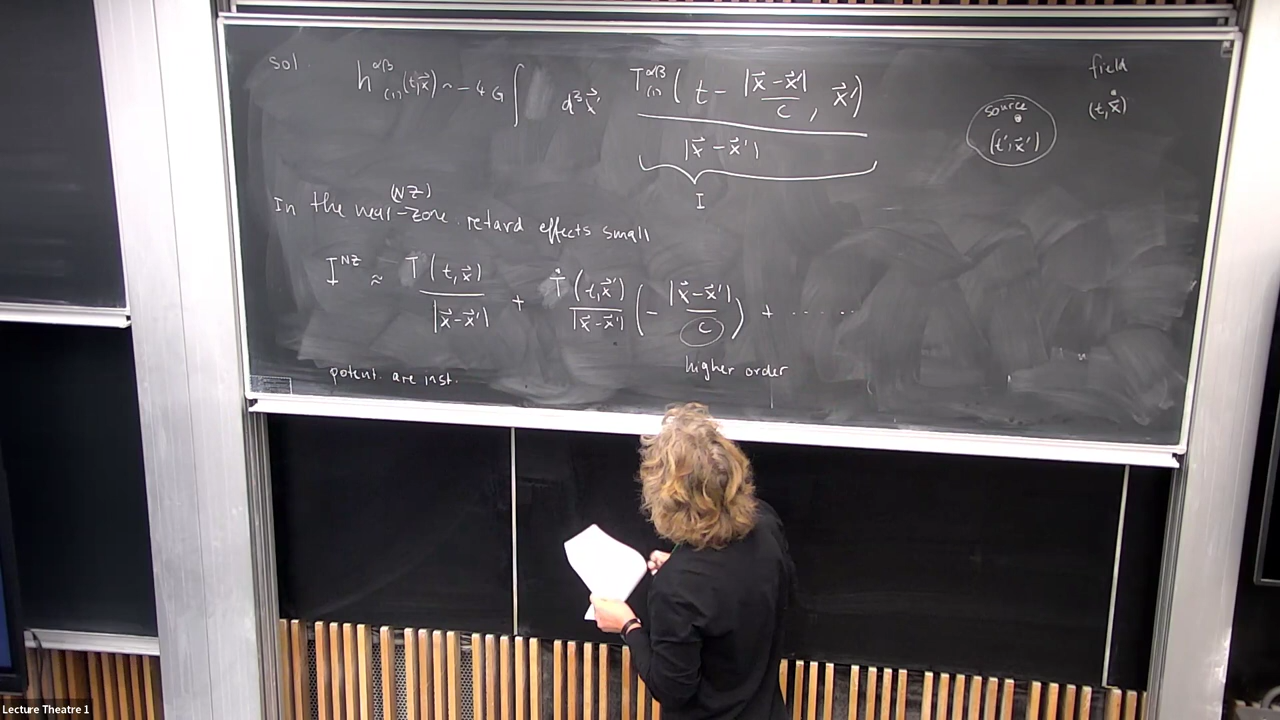 sol. h^{αβ}_{(1)}(t,x⃗) ~ -4G ∫ d³x⃗' T^{αβ}_{(1)}(t - |x⃗-x⃗'|/c, x⃗') / |x⃗-x⃗'|
I
field
(t,x⃗)
source
(t',x⃗')
(NZ)
In the near-zone retard effects small
I^{NZ} ≈ T(t,x⃗)/|x⃗-x⃗'| + Ṫ(t,x⃗')/|x⃗-x⃗'| (- |x⃗-x⃗'|/c) + ......
potent. are inst. higher order
Lecture Theatre 1